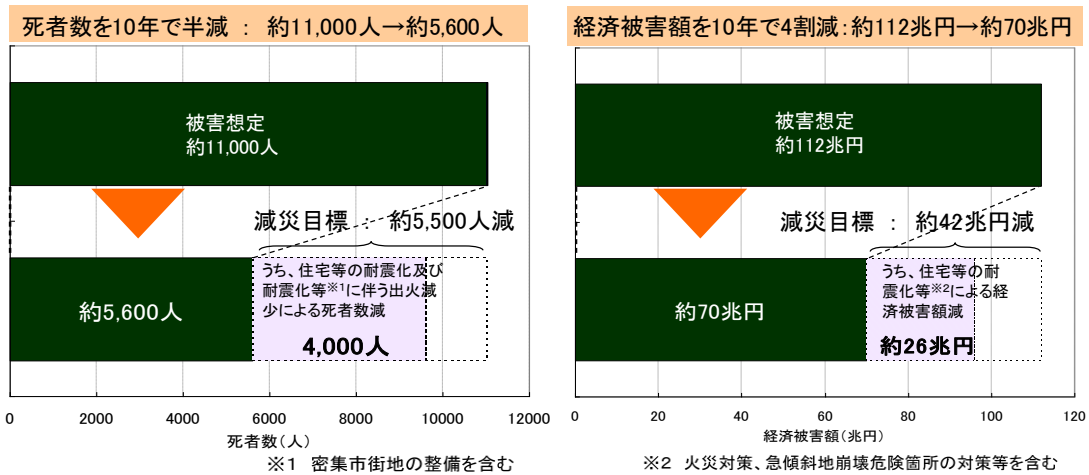 死者数を10年で半減 : 約11,000人→約5,600人
被害想定
約11,000人
減災目標 : 約5,500人減
うち、住宅等の耐震化及び
耐震化等※1に伴う出火減
少による死者数減
4,000人
約5,600人
0 2000 4000 6000 8000 10000 12000
死者数(人)
※1 密集市街地の整備を含む
経済被害額を10年で4割減:約112兆円→約70兆円
被害想定
約112兆円
減災目標 : 約42兆円減
うち、住宅等の耐
震化等※2による経
済被害額減
約26兆円
約70兆円
0 20 40 60 80 100 120
経済被害額(兆円)
※2 火災対策、急傾斜地崩壊危険箇所の対策等を含む